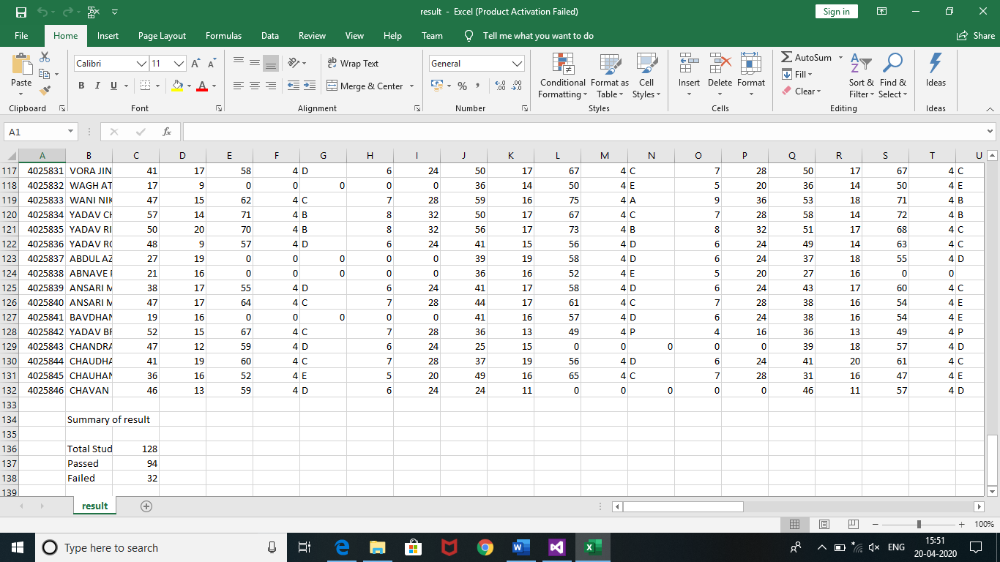 result - Excel (Product Activation Failed)
Sign in
File Home Insert Page Layout Formulas Data Review View Help Team Tell me what you want to do Share
Paste
Calibri 11
B I U
Wrap Text
Merge & Center
General
Conditional Formatting
Format as Table
Cell Styles
Insert Delete Format
AutoSum
Fill
Clear
Sort & Filter
Find & Select
Ideas
Clipboard Font Alignment Number Styles Cells Editing Ideas
A1 fx
A B C D E F G H I J K L M N O P Q R S T U
117 4025831 VORA JIN 41 17 58 4 D 6 24 50 17 67 4 C 7 28 50 17 67 4 C
118 4025832 WAGH AT 17 9 0 0 0 0 0 36 14 50 4 E 5 20 36 14 50 4 E
119 4025833 WANI NIK 47 15 62 4 C 7 28 59 16 75 4 A 9 36 53 18 71 4 B
120 4025834 YADAV CH 57 14 71 4 B 8 32 50 17 67 4 C 7 28 58 14 72 4 B
121 4025835 YADAV RI 50 20 70 4 B 8 32 56 17 73 4 B 8 32 51 17 68 4 C
122 4025836 YADAV RO 48 9 57 4 D 6 24 41 15 56 4 D 6 24 49 14 63 4 C
123 4025837 ABDUL AZ 27 19 0 0 0 0 0 39 19 58 4 D 6 24 37 18 55 4 D
124 4025838 ABNAVE 21 16 0 0 0 0 0 36 16 52 4 E 5 20 27 16 0 0
125 4025839 ANSARI M 38 17 55 4 D 6 24 41 17 58 4 D 6 24 43 17 60 4 C
126 4025840 ANSARI M 47 17 64 4 C 7 28 44 17 61 4 C 7 28 38 16 54 4 E
127 4025841 BAVDHAN 19 16 0 0 0 0 0 41 16 57 4 D 6 24 38 16 54 4 E
128 4025842 YADAV BR 52 15 67 4 C 7 28 36 13 49 4 P 4 16 36 13 49 4 P
129 4025843 CHANDRA 47 12 59 4 D 6 24 25 15 0 0 0 0 0 39 18 57 4 D
130 4025844 CHAUDHA 41 19 60 4 C 7 28 37 19 56 4 D 6 24 41 20 61 4 C
131 4025845 CHAUHAN 36 16 52 4 E 5 20 49 16 65 4 C 7 28 31 16 47 4 E
132 4025846 CHAVAN 46 13 59 4 D 6 24 24 11 0 0 0 0 0 46 11 57 4 D
133
134 Summary of result
135
136 Total Stud 128
137 Passed 94
138 Failed 32
139
result
100%
Type here to search
ENG
15:51
20-04-2020